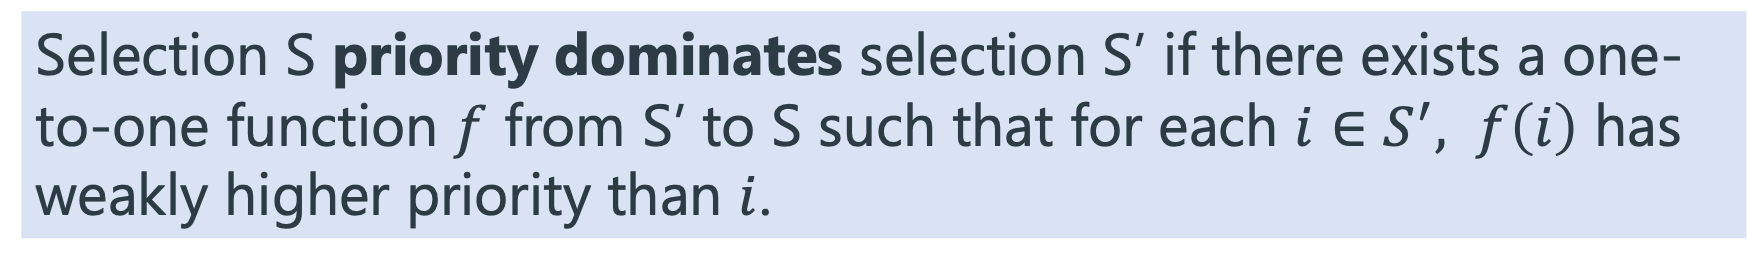 Selection S priority dominates selection S′ if there exists a one-
to-one function 𝑓 from S′ to S such that for each 𝑖 ∈ 𝑆′, 𝑓(𝑖) has
weakly higher priority than 𝑖.